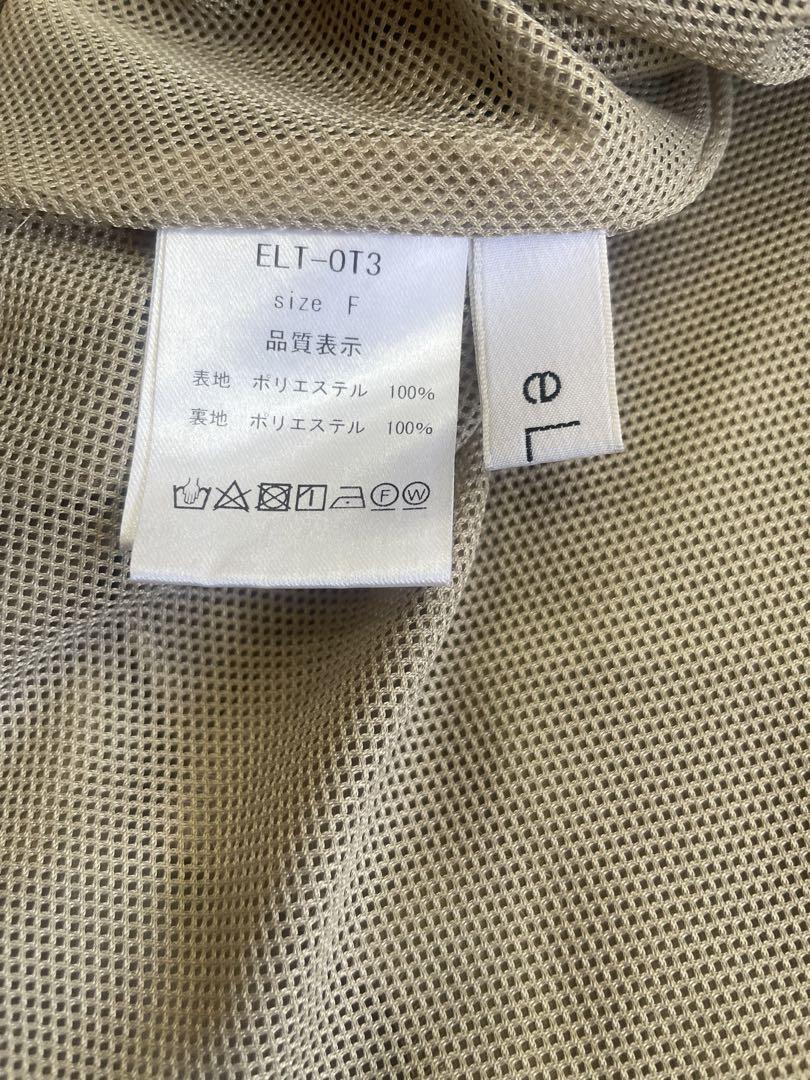 ELT-OT3
size F
品質表示
表地 ポリエステル 100%
裏地 ポリエステル 100%
F W
eL